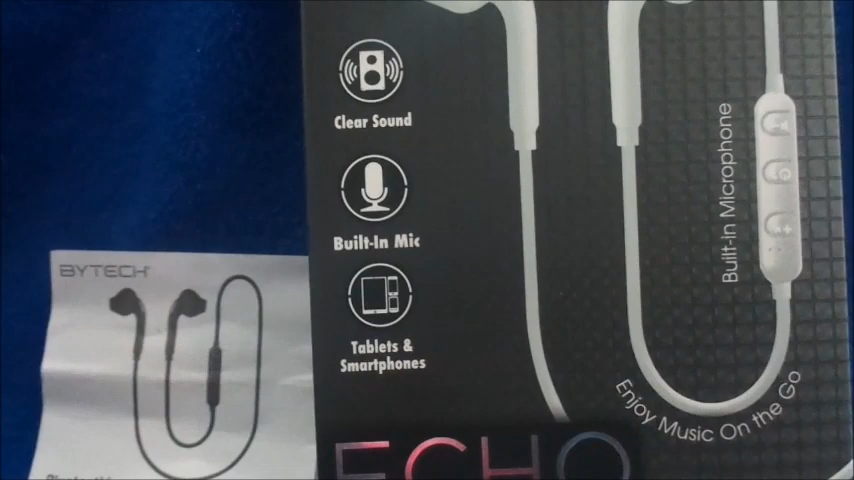 Clear Sound
Built-In Mic
Tablets &
Smartphones
Built-in Microphone
Enjoy Music On the Go
ECHO
BYTECH